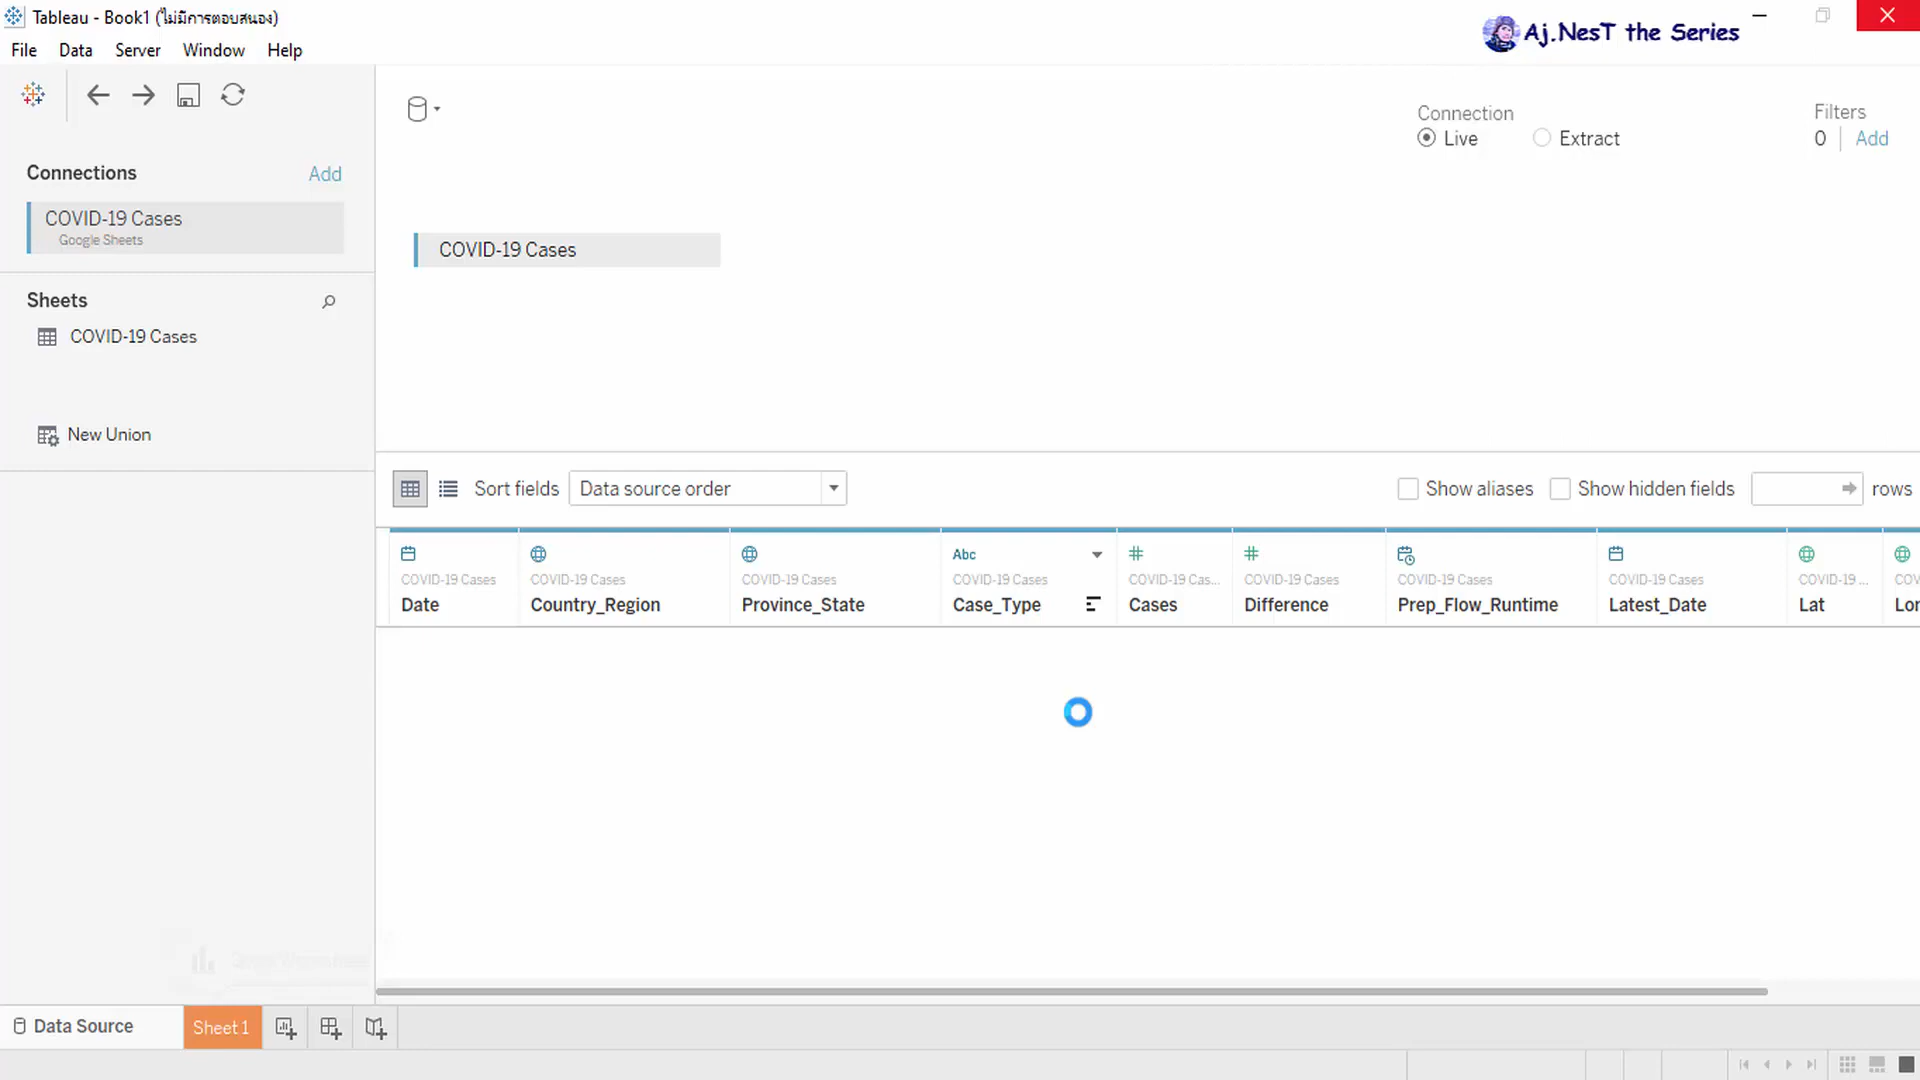 Tableau - Book1 (ไม่มีการตอบสนอง)
Aj.NesT the Series
File Data Server Window Help
Connections Add
COVID-19 Cases
Google Sheets
Sheets
COVID-19 Cases
New Union
Connection
Live Extract
Filters
0 Add
COVID-19 Cases
Sort fields Data source order Show aliases Show hidden fields rows
Abc
COVID-19 Cases COVID-19 Cases COVID-19 Cases COVID-19 Cases COVID-19 Cas... COVID-19 Cases COVID-19 Cases COVID-19 Cases COVID-19 ... COV
Date Country_Region Province_State Case_Type Cases Difference Prep_Flow_Runtime Latest_Date Lat Lon
Data Source Sheet 1